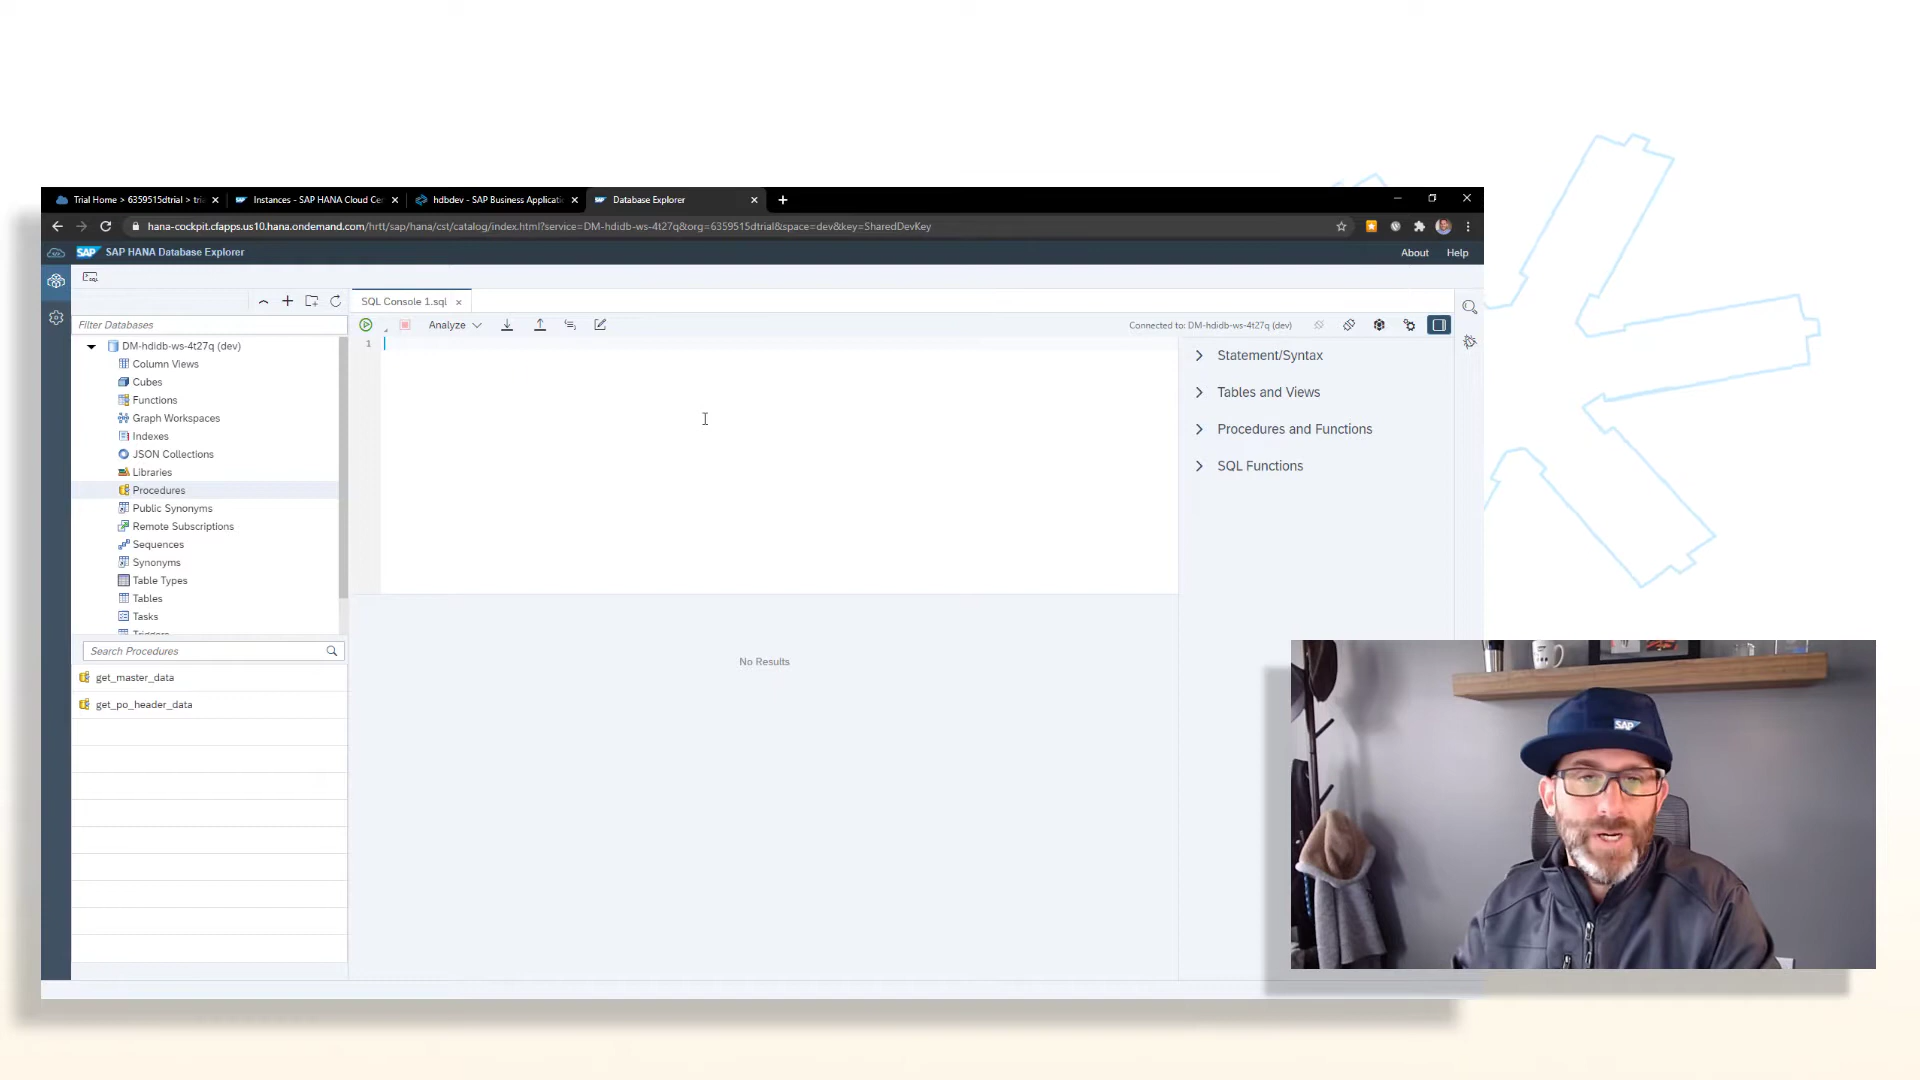 Trial Home > 6359515dtrial > tri
Instances - SAP HANA Cloud Ce
hdbdev - SAP Business Applicati
Database Explorer
hana-cockpit.cfapps.us10.hana.ondemand.com/hrtt/sap/hana/cst/catalog/index.html?service=DM-hdidb-ws-4t27q&org=6359515dtrial&space=dev&key=SharedDevKey
SAP SAP HANA Database Explorer
About Help
SQL Console 1.sql
Filter Databases
Analyze
Connected to: DM-hdidb-ws-4t27q (dev)
1
DM-hdidb-ws-4t27q (dev)
Column Views
Cubes
Functions
Graph Workspaces
Indexes
JSON Collections
Libraries
Procedures
Public Synonyms
Remote Subscriptions
Sequences
Synonyms
Table Types
Tables
Tasks
Triggers
Statement/Syntax
Tables and Views
Procedures and Functions
SQL Functions
Search Procedures
get_master_data
get_po_header_data
No Results
SAP